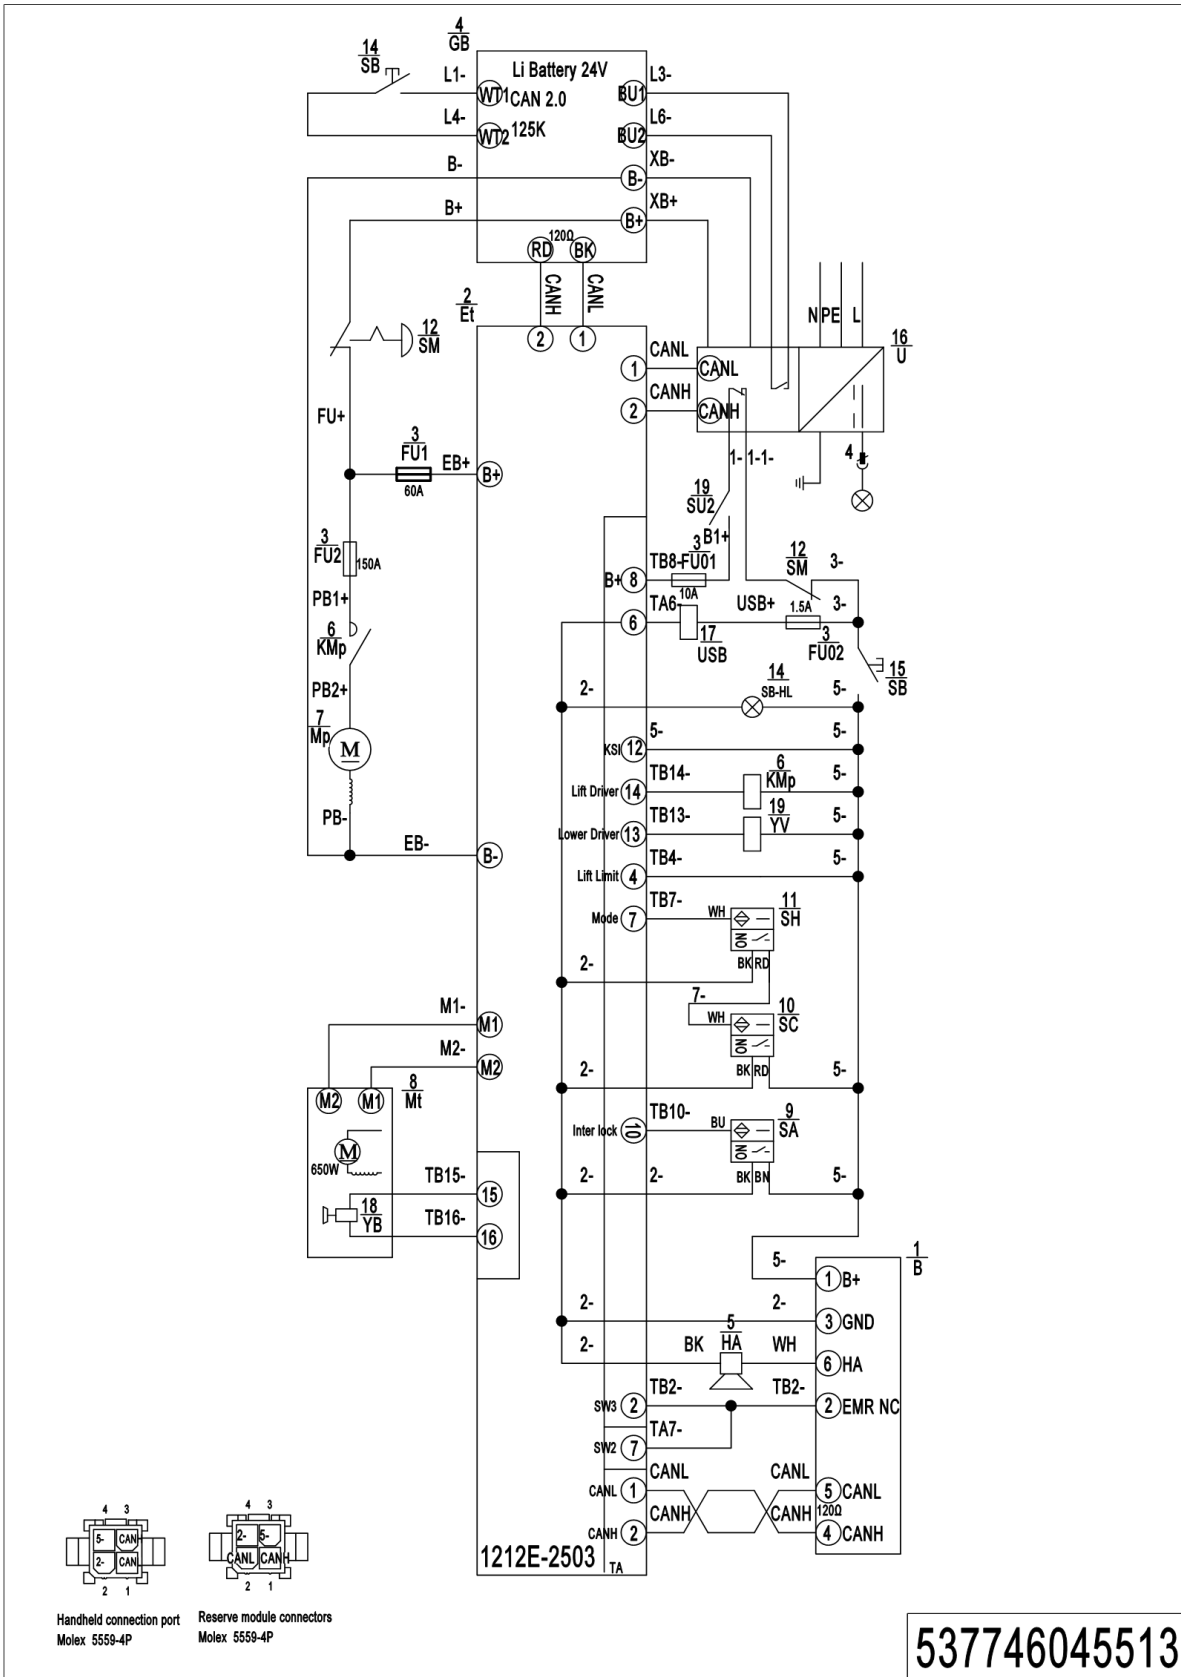 4
GB
14
SB
L1-
WT1
Li Battery 24V
CAN 2.0
BU1
L3-
L4-
WT2
125K
BU2
L6-
B-
B-
XB-
B+
B+
XB+
RD
120Ω
BK
CANH
CANL
2
Et
2
1
N
PE
L
12
SM
16
U
1
CANL
CANL
2
CANH
CANH
FU+
3
FU1
60A
EB+
B+
1-
1-
1-
4
19
SU2
B1+
3
FU2
150A
B+
8
TB8-
3
FU01
10A
12
SM
3-
PB1+
6
TA6-
17
USB
USB+
1.5A
3
FU02
3-
6
KMp
15
SB
PB2+
2-
14
SB-HL
5-
7
Mp
M
KSI
12
5-
5-
Lift Driver
14
TB14-
6
KMp
5-
PB-
Lower Driver
13
TB13-
19
YV
5-
EB-
B-
Lift Limit
4
TB4-
5-
Mode
7
TB7-
WH
11
SH
NO
BK
RD
2-
7-
M1-
M1
WH
10
SC
NO
M2-
M2
2-
BK
RD
5-
M2
M1
8
Mt
M
650W
Inter lock
10
TB10-
BU
9
SA
NO
TB15-
15
2-
2-
BK
BN
5-
18
YB
TB16-
16
1
B
5-
1
B+
2-
2-
3
GND
2-
BK
5
HA
WH
6
HA
SW3
2
TB2-
TB2-
2
EMR NC
SW2
7
TA7-
CANL
1
CANL
CANL
5
CANL
CANH
CANH
120Ω
CANH
2
4
CANH
1212E-2503
TA
4
3
5-
CANH
2-
CANL
2
1
Handheld connection port
Molex 5559-4P
4
3
2-
5-
CANL
CANH
2
1
Reserve module connectors
Molex 5559-4P
537746045513